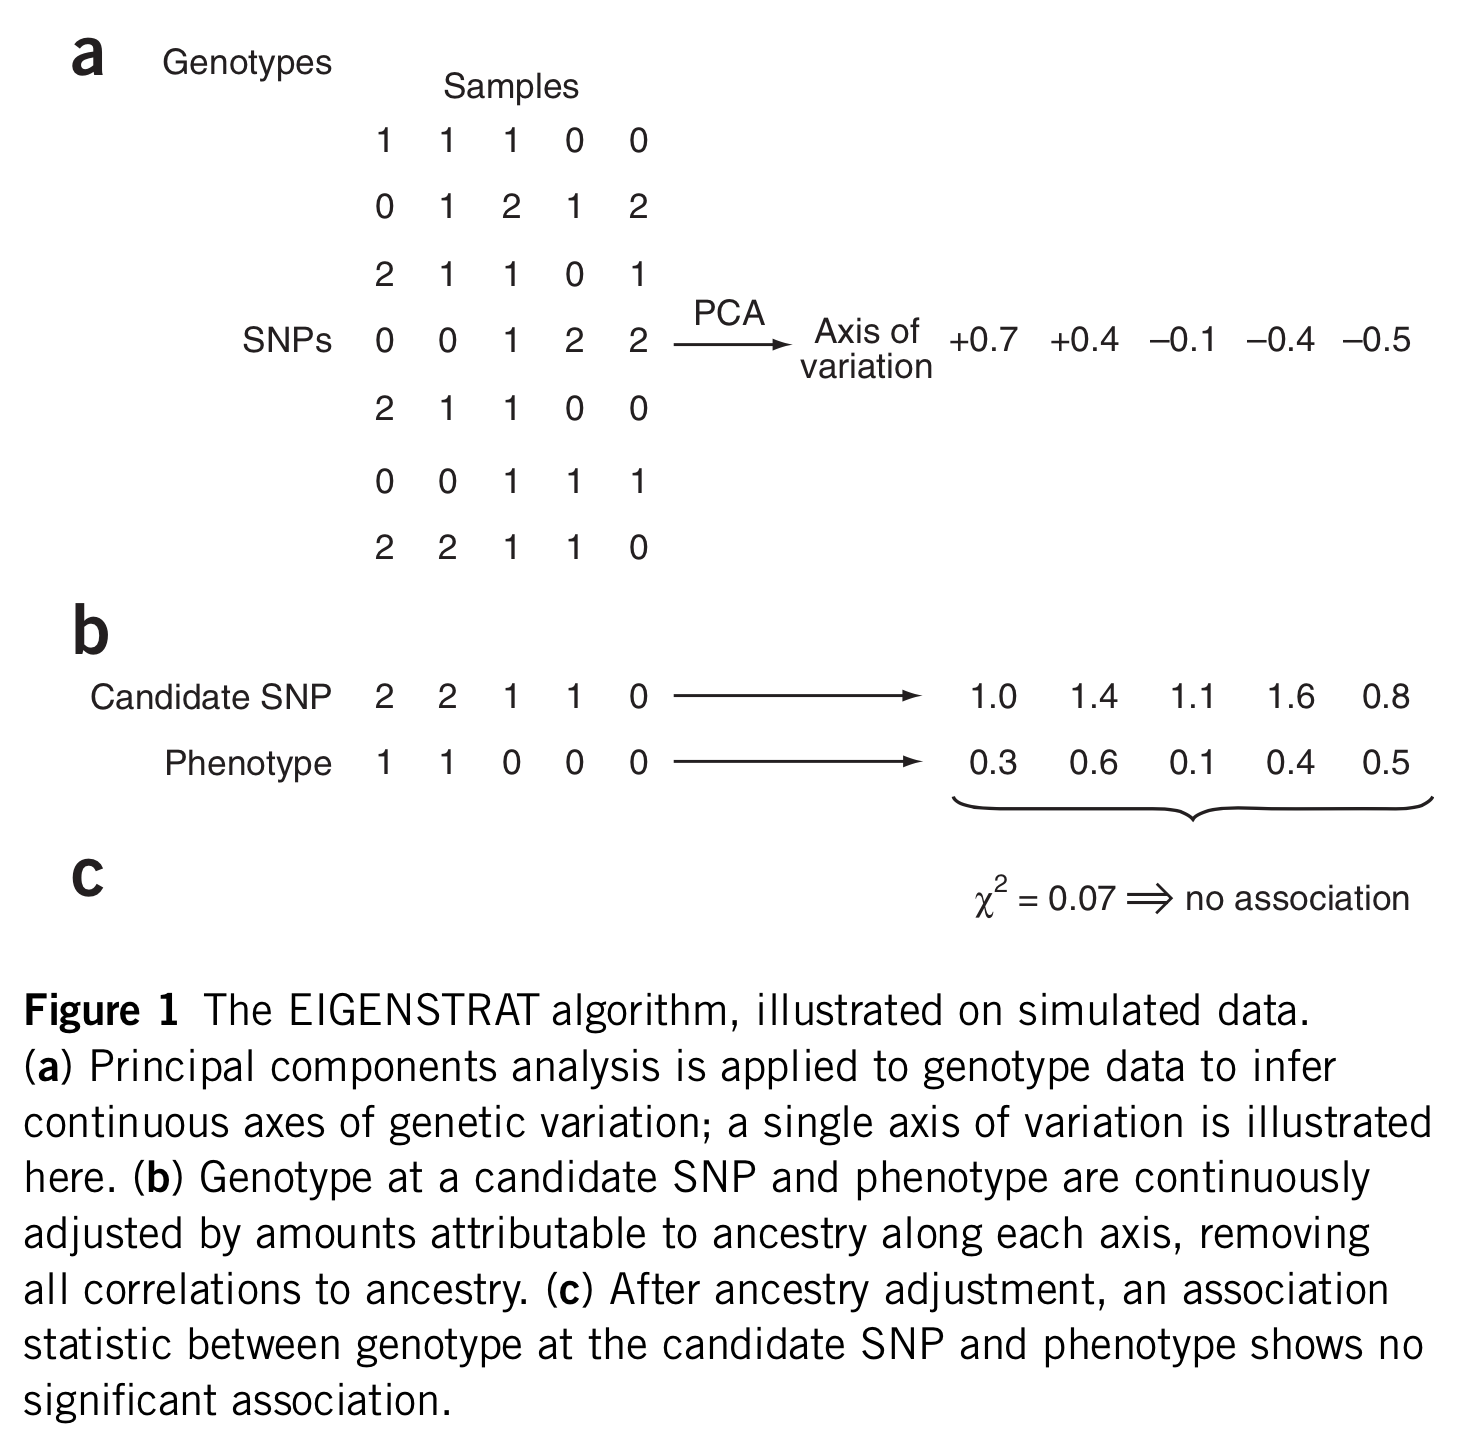 a Genotypes
Samples
1 1 1 0 0
0 1 2 1 2
2 1 1 0 1
SNPs 0 0 1 2 2 PCA Axis of variation +0.7 +0.4 –0.1 –0.4 –0.5
2 1 1 0 0
0 0 1 1 1
2 2 1 1 0
b
Candidate SNP 2 2 1 1 0 1.0 1.4 1.1 1.6 0.8
Phenotype 1 1 0 0 0 0.3 0.6 0.1 0.4 0.5
c
χ² = 0.07 ⇒ no association
Figure 1 The EIGENSTRAT algorithm, illustrated on simulated data.
(a) Principal components analysis is applied to genotype data to infer
continuous axes of genetic variation; a single axis of variation is illustrated
here. (b) Genotype at a candidate SNP and phenotype are continuously
adjusted by amounts attributable to ancestry along each axis, removing
all correlations to ancestry. (c) After ancestry adjustment, an association
statistic between genotype at the candidate SNP and phenotype shows no
significant association.